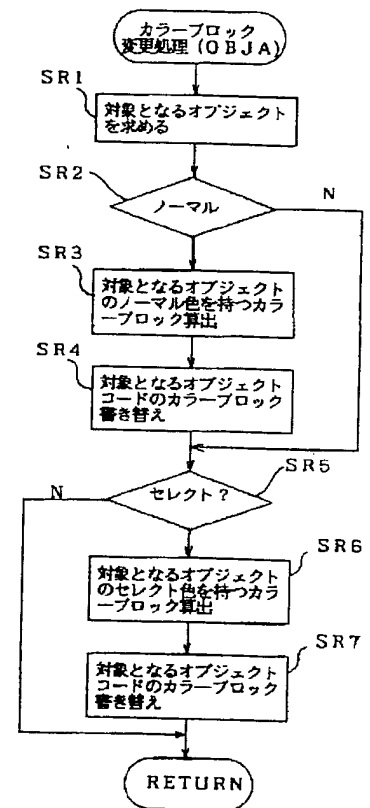 カラーブロック
変更処理（OBJA）
SR1
対象となるオブジェクト
を求める
SR2
ノーマル
N
SR3
対象となるオブジェクト
のノーマル色を持つカラ
ーブロック算出
SR4
対象となるオブジェクト
コードのカラーブロック
書き替え
SR5
セレクト？
N
SR6
対象となるオブジェクト
のセレクト色を持つカラ
ーブロック算出
SR7
対象となるオブジェクト
コードのカラーブロック
書き替え
RETURN